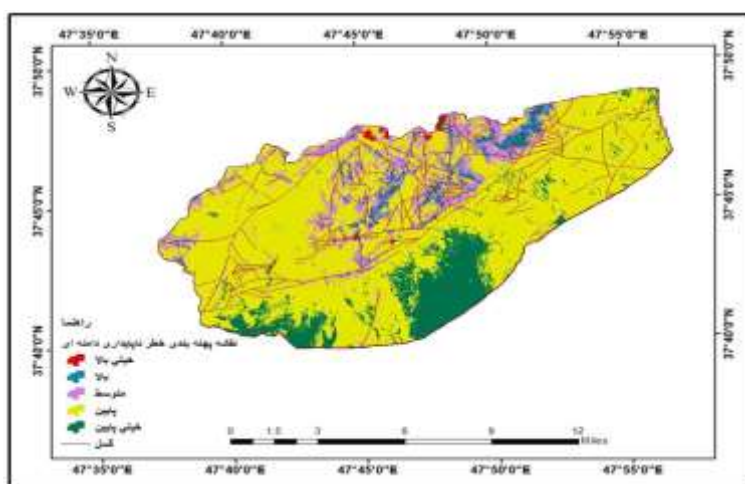 47°35'0"E 47°40'0"E 47°45'0"E 47°50'0"E 47°55'0"E
N
W E
S
37°50'0"N 37°50'0"N
37°45'0"N 37°45'0"N
37°40'0"N 37°40'0"N
راهنما
نقشه پهنه بندی خطر ناپایداری دامنه ای
خیلی بالا
بالا
متوسط
پایین
خیلی پایین
گسل
0 1.5 3 6 9 12
Miles
47°35'0"E 47°40'0"E 47°45'0"E 47°50'0"E 47°55'0"E